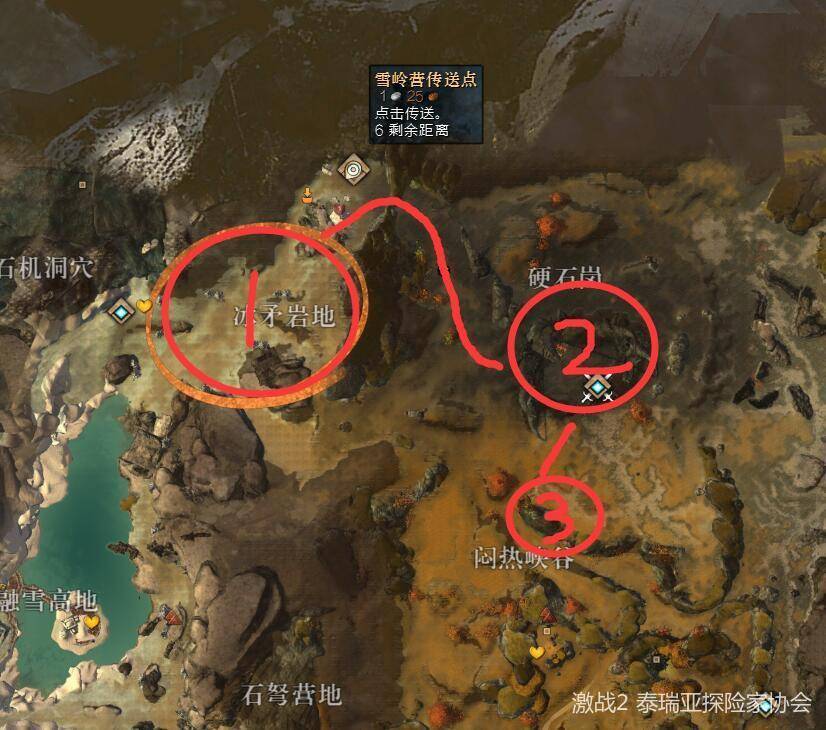 雪岭营传送点
1 25
点击传送。
6 剩余距离
石机洞穴
硬石岗
冰矛岩地
1
2
3
闷热峡谷
融雪高地
石弩营地
激战2 泰瑞亚探险家协会